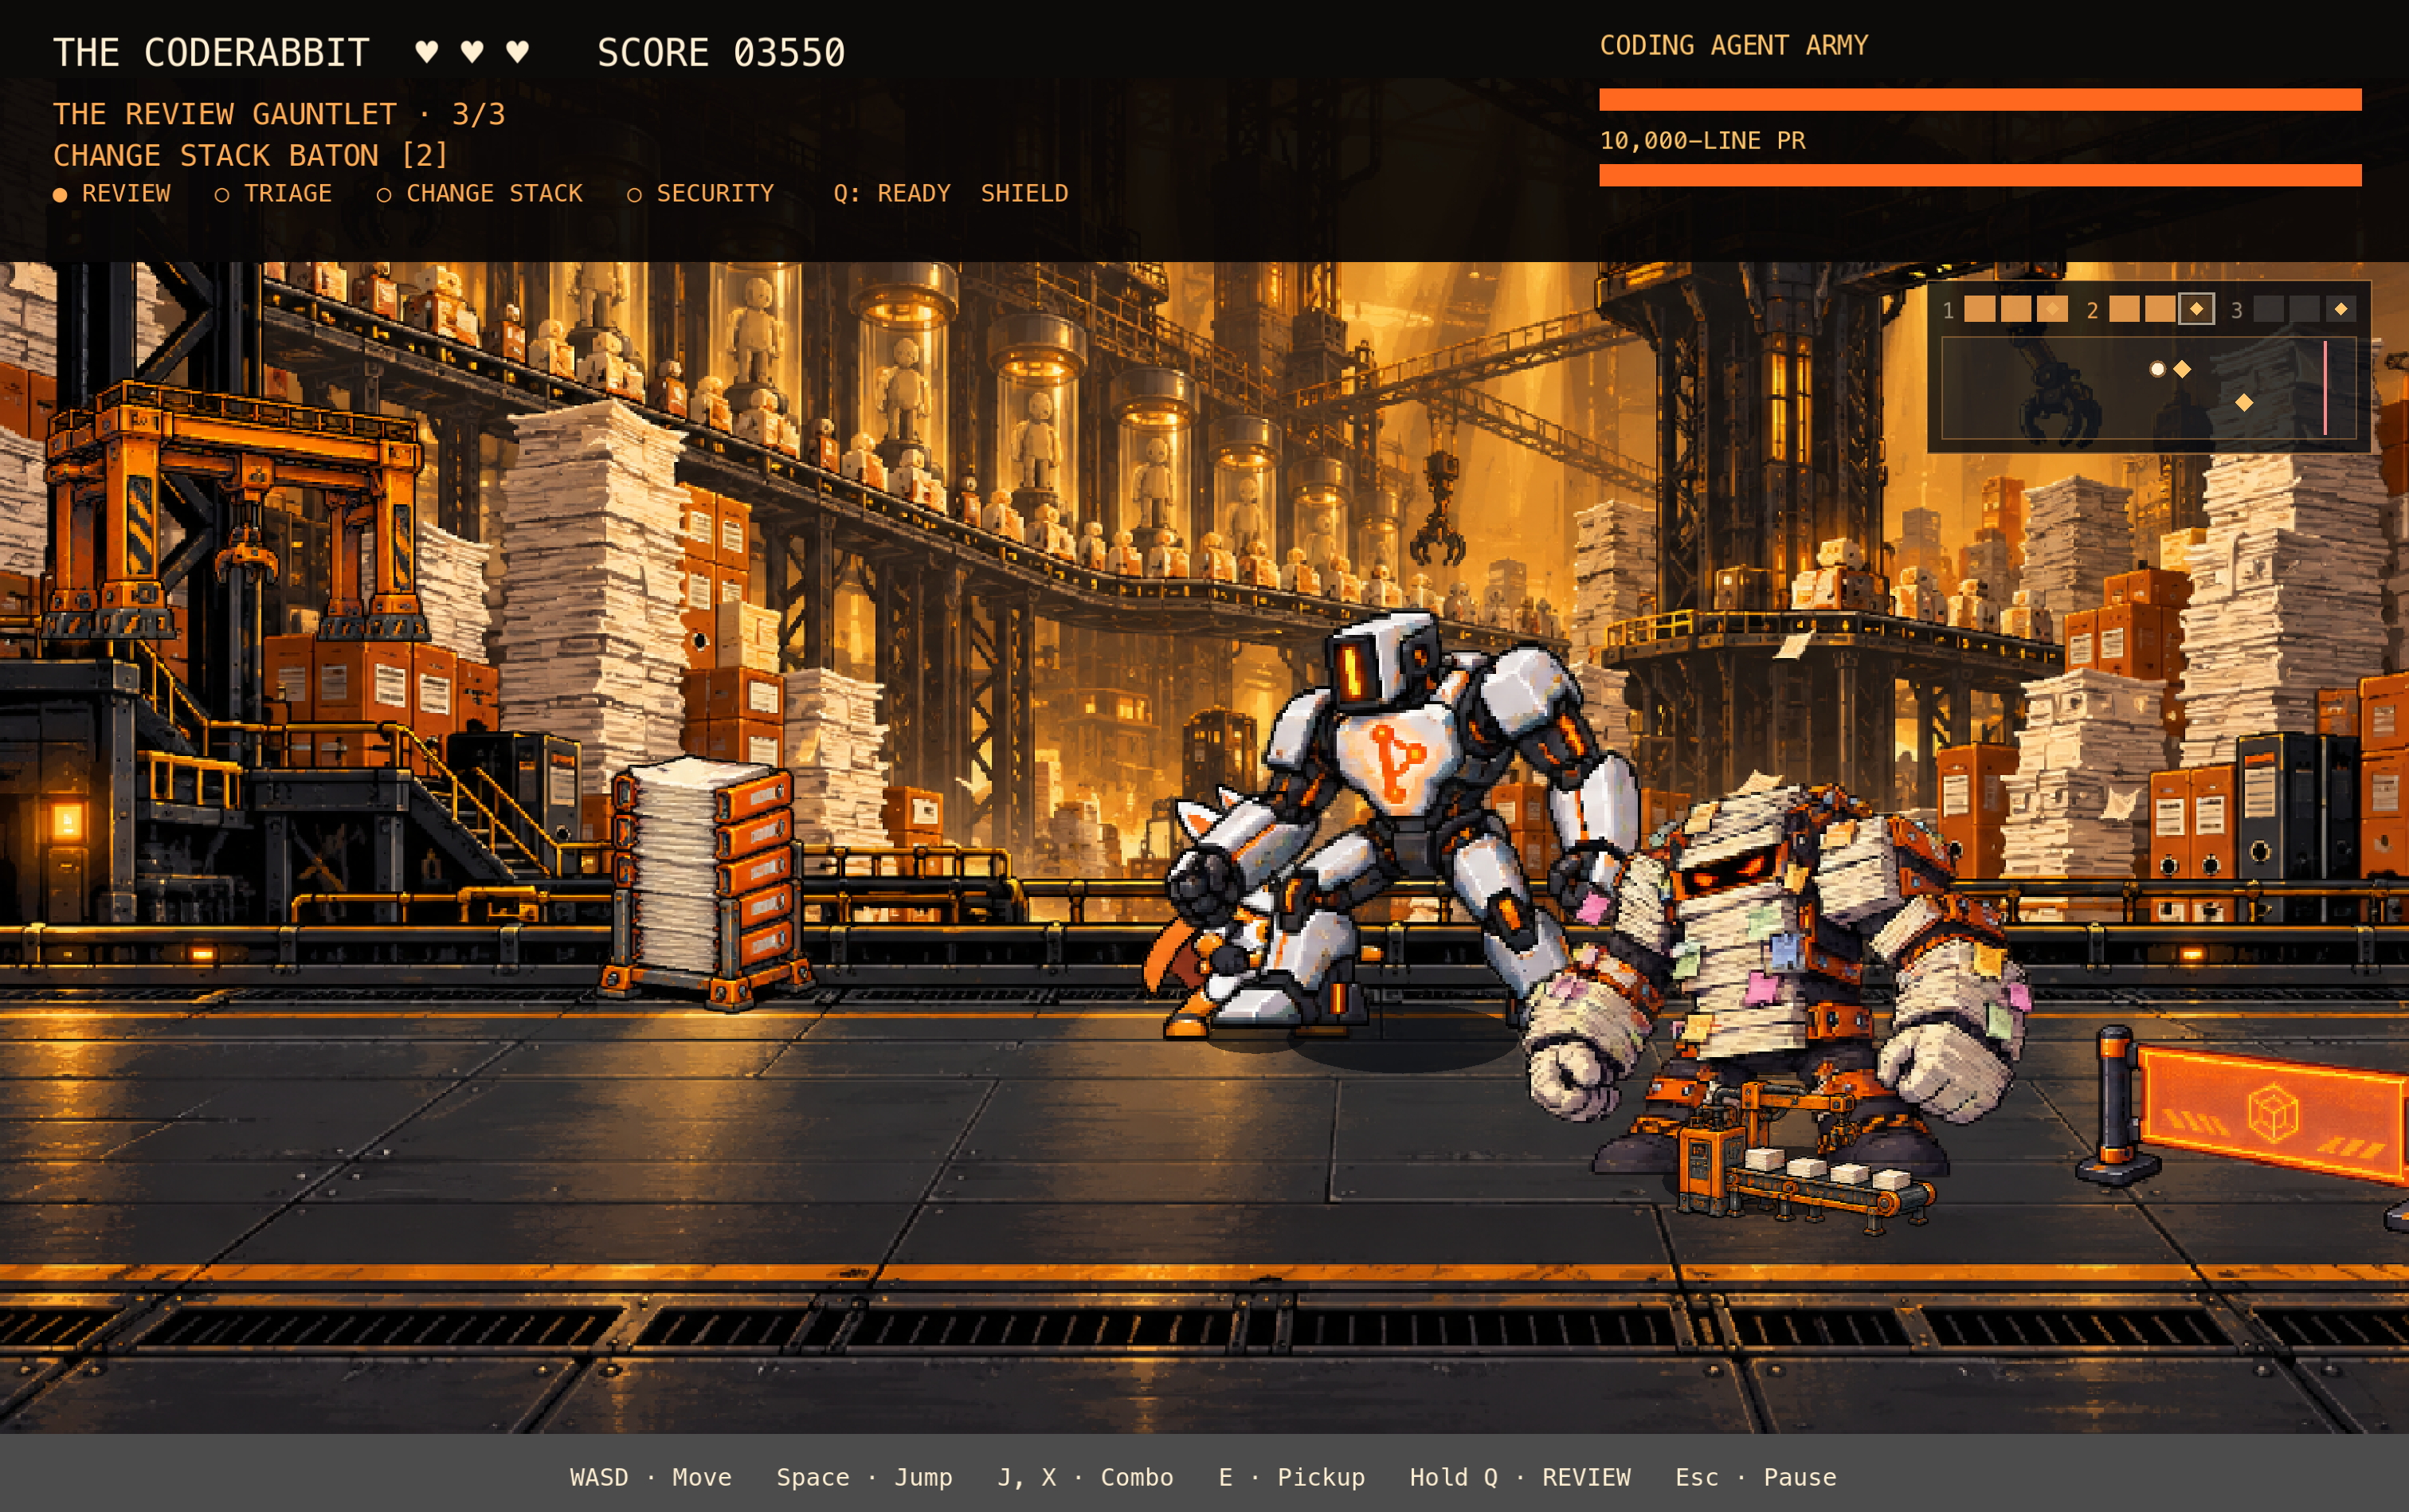 THE CODERABBIT ♥ ♥ ♥ SCORE 03550
THE REVIEW GAUNTLET · 3/3
CHANGE STACK BATON [2]
● REVIEW ○ TRIAGE ○ CHANGE STACK ○ SECURITY Q: READY SHIELD
CODING AGENT ARMY
10,000–LINE PR
1 2 3
WASD · Move Space · Jump J, X · Combo E · Pickup Hold Q · REVIEW Esc · Pause